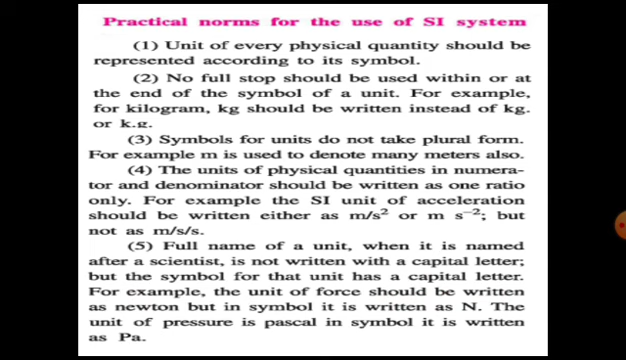 Practical norms for the use of SI system
(1) Unit of every physical quantity should be
represented according to its symbol.
(2) No full stop should be used within or at
the end of the symbol of a unit. For example,
for kilogram, kg should be written instead of kg.
or k.g.
(3) Symbols for units do not take plural form.
For example m is used to denote many meters also.
(4) The units of physical quantities in numera-
tor and denominator should be written as one ratio
only. For example the SI unit of acceleration
should be written either as m/s² or m s⁻²; but
not as m/s/s.
(5) Full name of a unit, when it is named
after a scientist, is not written with a capital letter;
but the symbol for that unit has a capital letter.
For example, the unit of force should be written
as newton but in symbol it is written as N. The
unit of pressure is pascal in symbol it is written
as Pa.